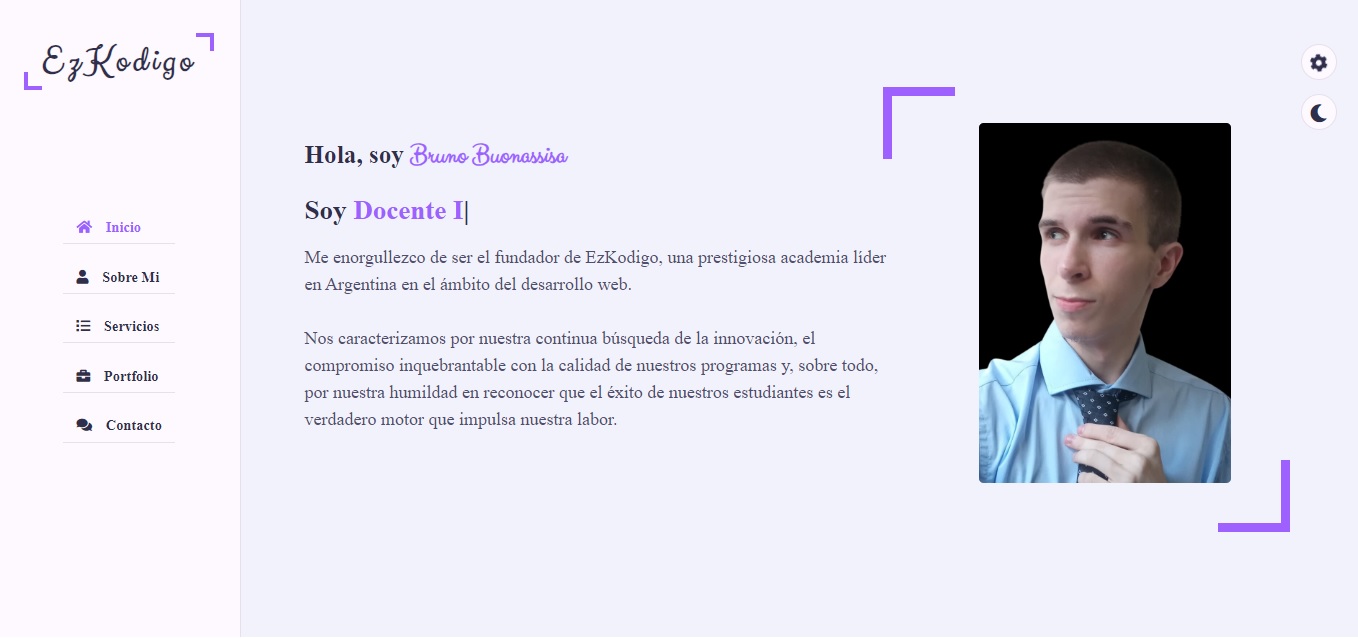 EzKodigo
Inicio
Sobre Mi
Servicios
Portfolio
Contacto
Hola, soy Bruno Buonassisa
Soy Docente I|
Me enorgullezco de ser el fundador de EzKodigo, una prestigiosa academia líder
en Argentina en el ámbito del desarrollo web.
Nos caracterizamos por nuestra continua búsqueda de la innovación, el
compromiso inquebrantable con la calidad de nuestros programas y, sobre todo,
por nuestra humildad en reconocer que el éxito de nuestros estudiantes es el
verdadero motor que impulsa nuestra labor.